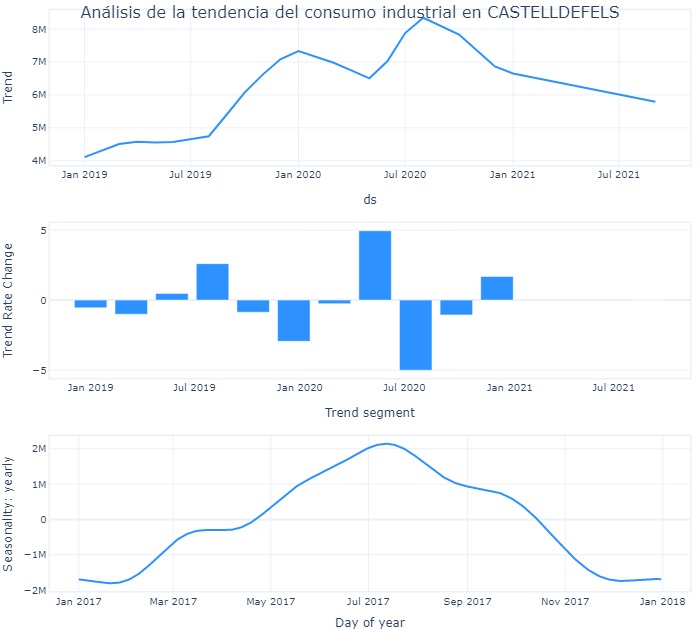 Análisis de la tendencia del consumo industrial en CASTELLDEFELS
8M
7M
6M
5M
4M
Trend
Jan 2019 Jul 2019 Jan 2020 Jul 2020 Jan 2021 Jul 2021
ds
5
0
−5
Trend Rate Change
Jan 2019 Jul 2019 Jan 2020 Jul 2020 Jan 2021 Jul 2021
Trend segment
2M
1M
0
−1M
−2M
Seasonality: yearly
Jan 2017 Mar 2017 May 2017 Jul 2017 Sep 2017 Nov 2017 Jan 2018
Day of year